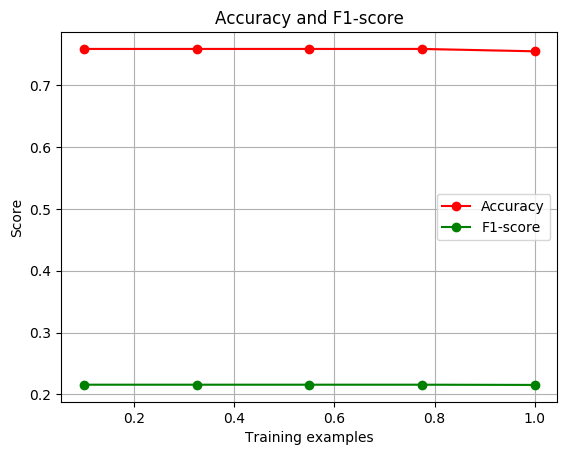 Accuracy and F1-score
Score
0.7
0.6
0.5
0.4
0.3
0.2
Accuracy
F1-score
0.2 0.4 0.6 0.8 1.0
Training examples